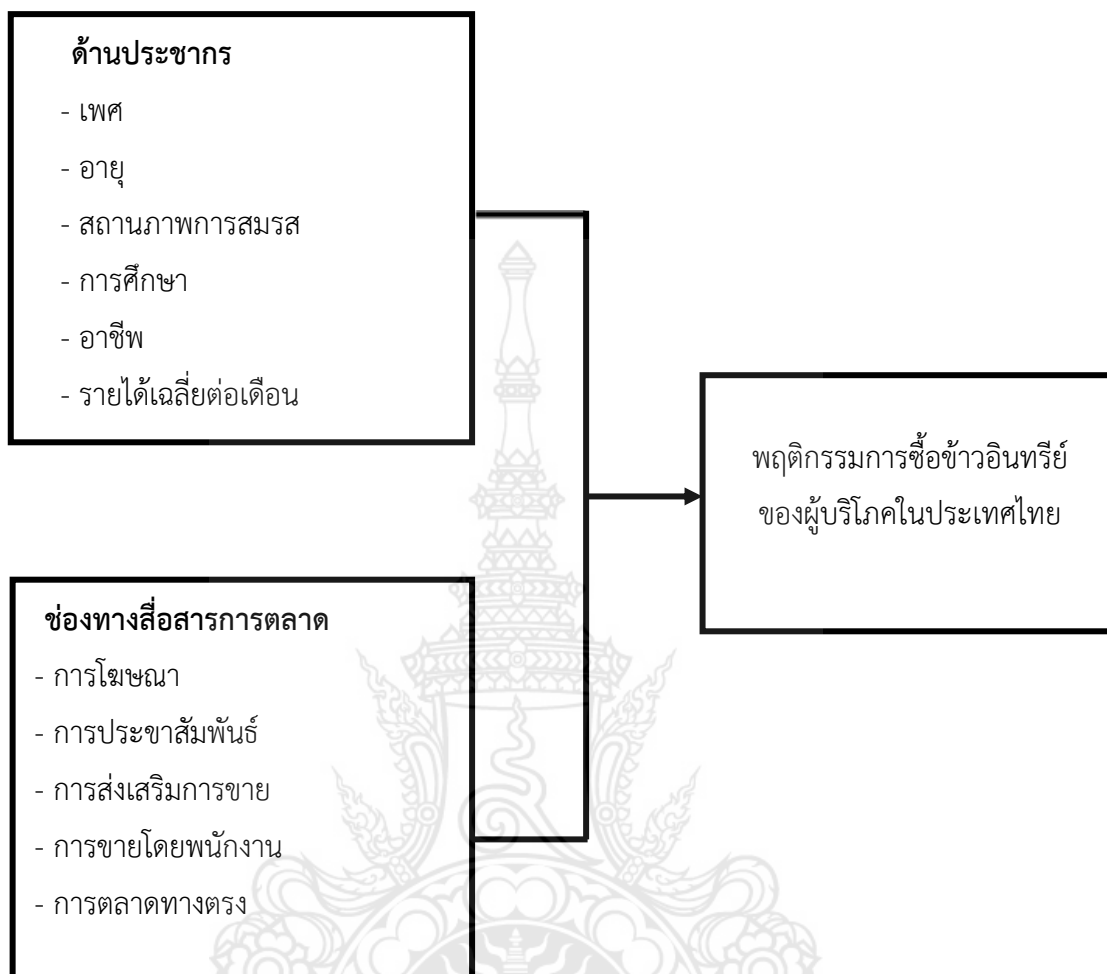 ด้านประชากร
- เพศ
- อายุ
- สถานภาพการสมรส
- การศึกษา
- อาชีพ
- รายได้เฉลี่ยต่อเดือน
พฤติกรรมการซื้อข้าวอินทรีย์
ของผู้บริโภคในประเทศไทย
ช่องทางสื่อสารการตลาด
- การโฆษณา
- การประชาสัมพันธ์
- การส่งเสริมการขาย
- การขายโดยพนักงาน
- การตลาดทางตรง